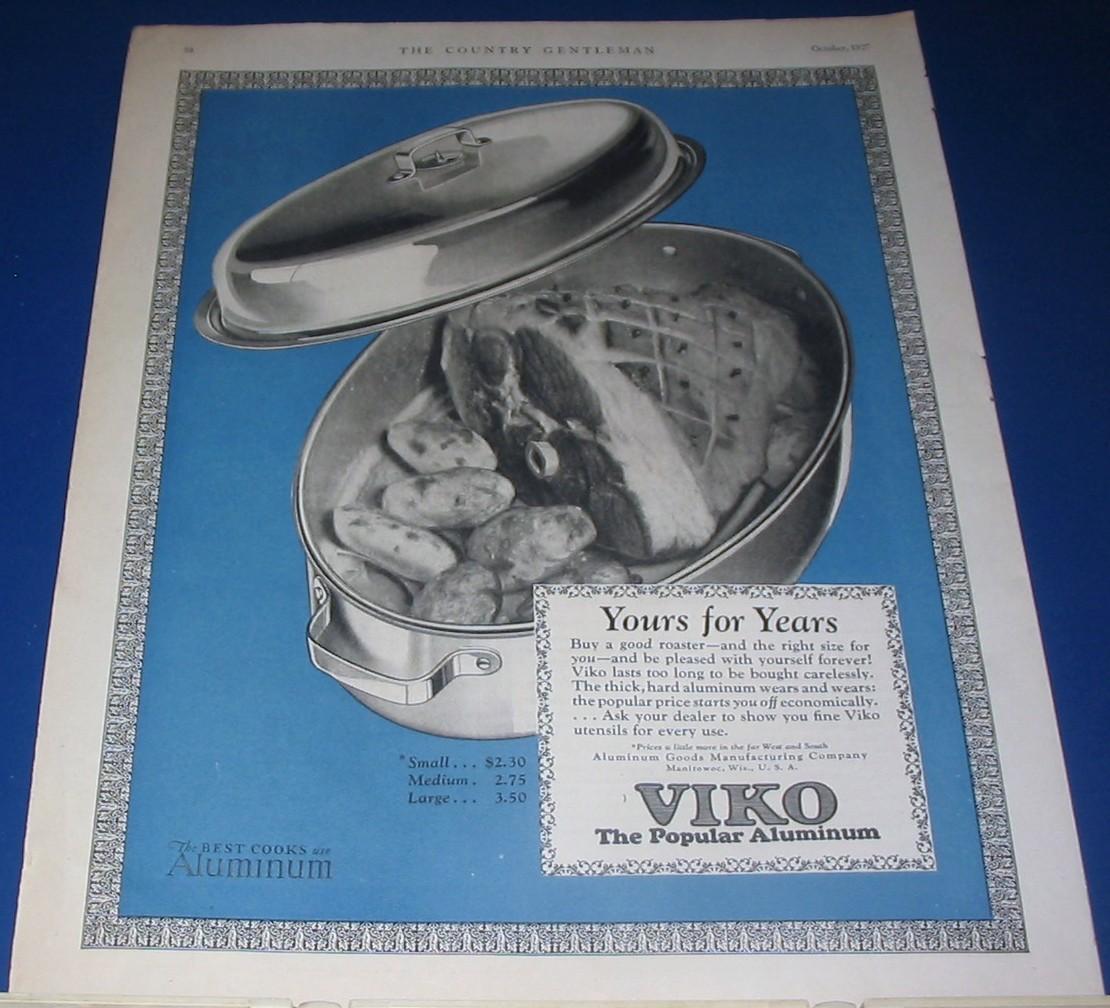 THE COUNTRY GENTLEMAN
October, 1927
Yours for Years
Buy a good roaster—and the right size for
you—and be pleased with yourself forever!
Viko lasts too long to be bought carelessly.
The thick, hard aluminum wears and wears:
the popular price starts you off economically.
. . . Ask your dealer to show you fine Viko
utensils for every use.
*Prices a little more in the far West and South
Aluminum Goods Manufacturing Company
Manitowoc, Wis., U. S. A.
VIKO
The Popular Aluminum
*Small . . . $2.30
Medium . 2.75
Large . . . 3.50
The BEST COOKS use
Aluminum